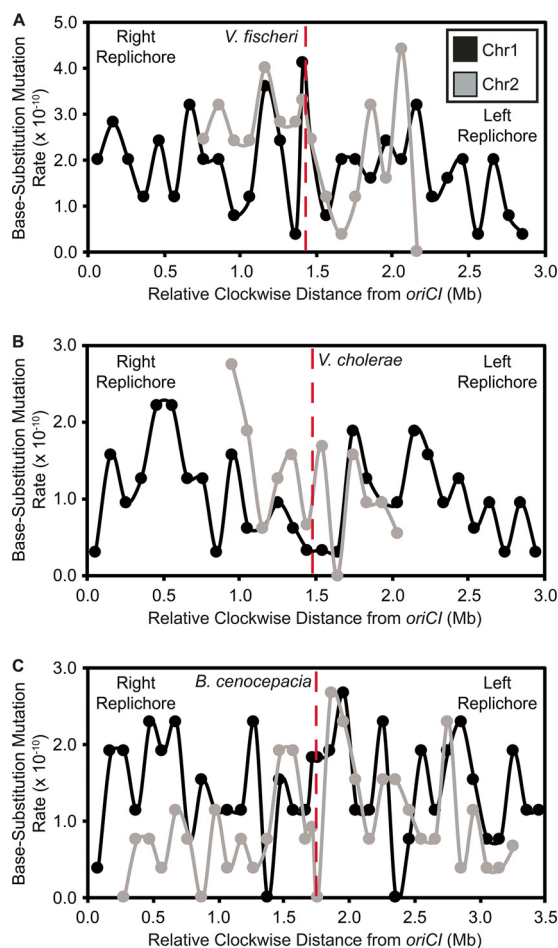 A
V. fischeri
Right
Replichore
Chr1
Chr2
Left
Replichore
Base-Substitution Mutation
Rate (x 10-10)
5.0
4.0
3.0
2.0
1.0
0.0
0.0 0.5 1.0 1.5 2.0 2.5 3.0
Relative Clockwise Distance from oriCI (Mb)
B
Right
Replichore
V. cholerae
Left
Replichore
Base-Substitution Mutation
Rate (x 10-10)
3.0
2.0
1.0
0.0
0.0 0.5 1.0 1.5 2.0 2.5 3.0
Relative Clockwise Distance from oriCI (Mb)
C
Right
Replichore
B. cenocepacia
Left
Replichore
Base-Substitution Mutation
Rate (x 10-10)
3.0
2.0
1.0
0.0
0.0 0.5 1.0 1.5 2.0 2.5 3.0 3.5
Relative Clockwise Distance from oriCI (Mb)